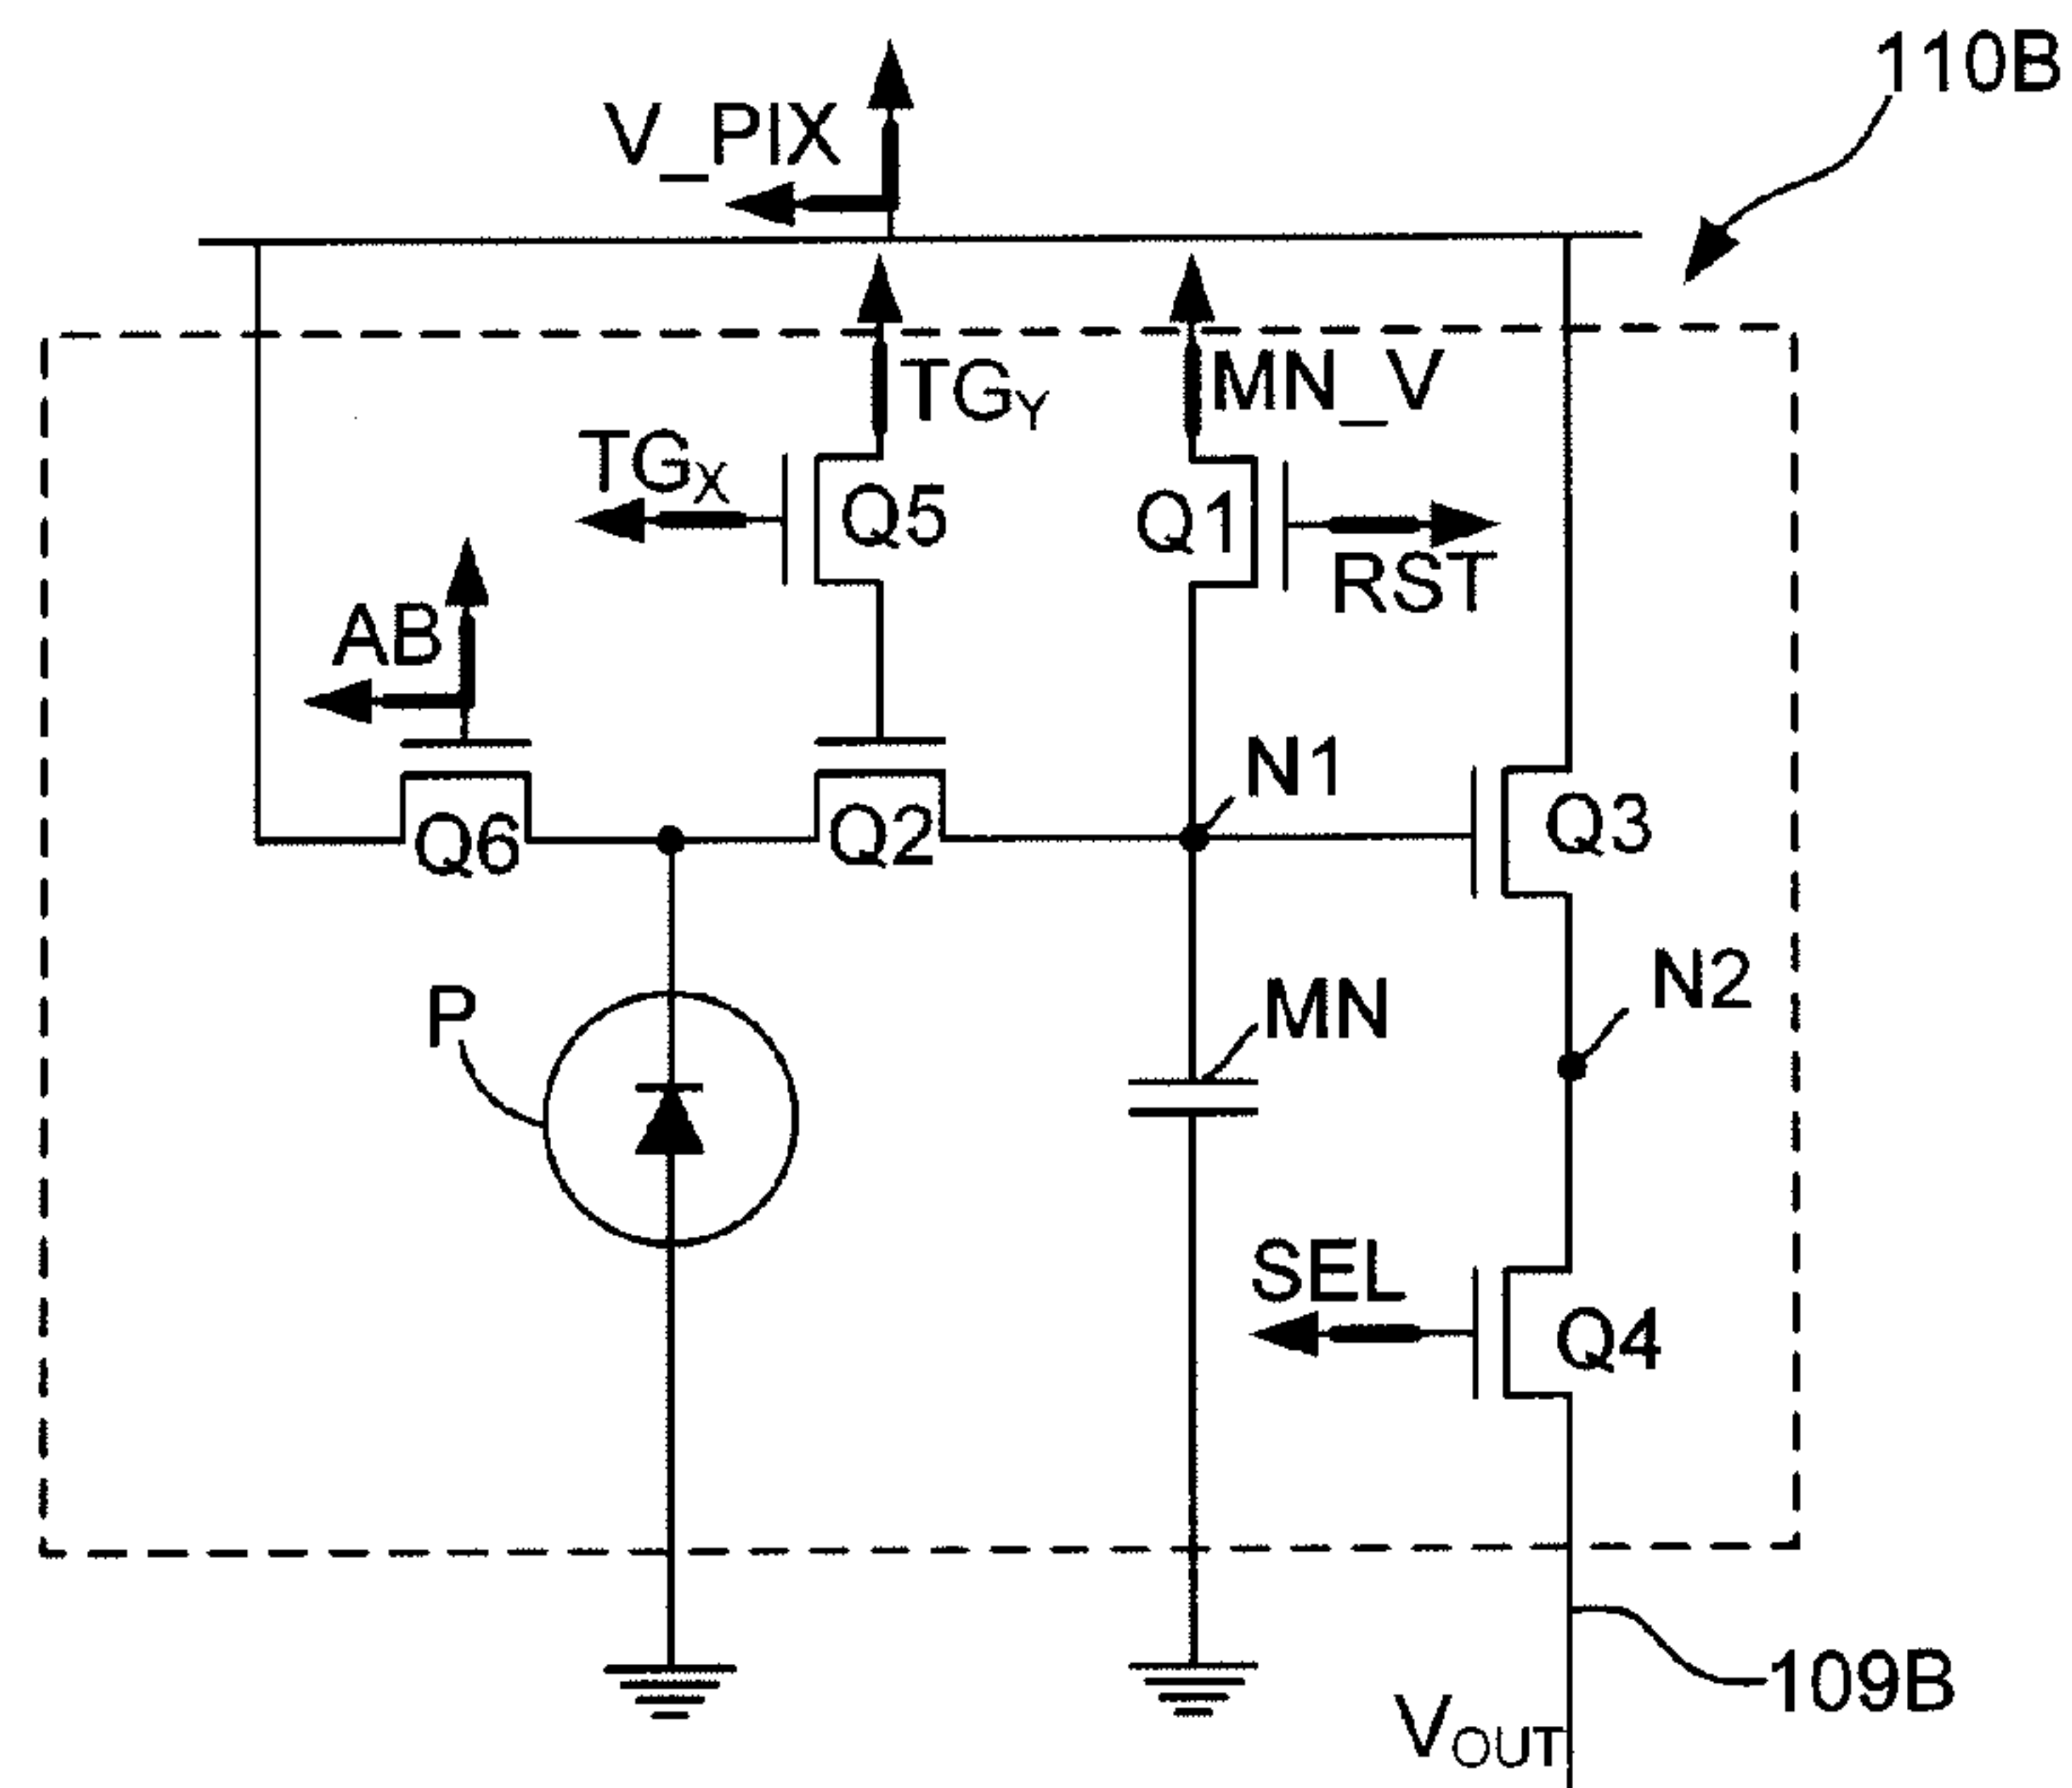 110B
V_PIX
TGY
MN_V
TGX
Q5
Q1
RST
AB
N1
Q6
Q2
Q3
P
MN
N2
SEL
Q4
109B
VOUT